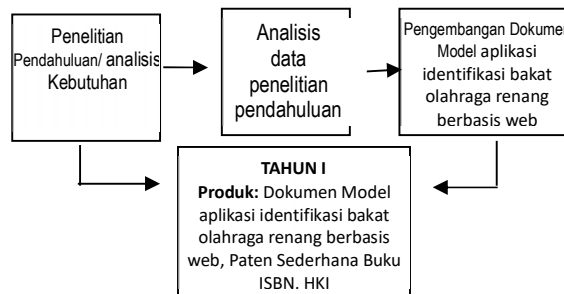 Penelitian
Pendahuluan/ analisis
Kebutuhan
Analisis
data
penelitian
pendahuluan
Pengembangan Dokumen
Model aplikasi
identifikasi bakat
olahraga renang
berbasis web
TAHUN I
Produk: Dokumen Model
aplikasi identifikasi bakat
olahraga renang berbasis
web, Paten Sederhana Buku
ISBN. HKI